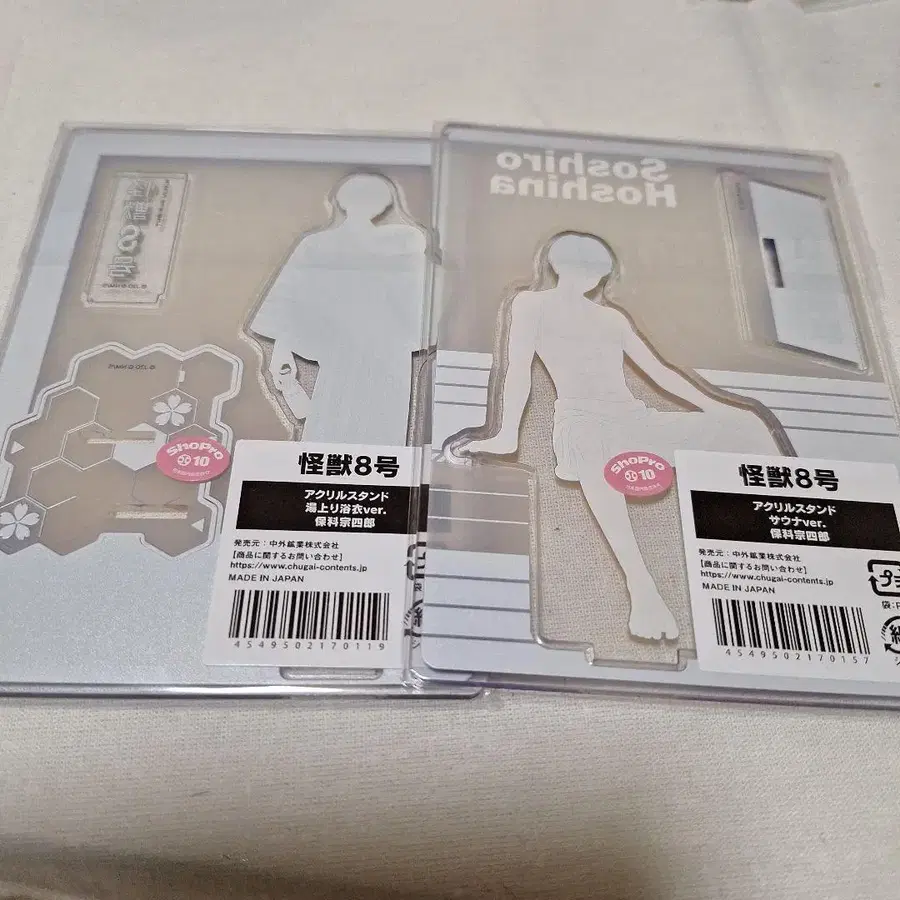 Soshiro
Hoshina
怪獣8号
アクリルスタンド
湯上り浴衣ver.
保科宗四郎
発売元:中外鉱業株式会社
【商品に関するお問い合わせ】
https://www.chugai-contents.jp
MADE IN JAPAN
4549502170119
ShoPro
10
怪獣8号
アクリルスタンド
サウナver.
保科宗四郎
発売元:中外鉱業株式会社
【商品に関するお問い合わせ】
https://www.chugai-contents.jp
MADE IN JAPAN
4549502170157
ShoPro
10
プラ